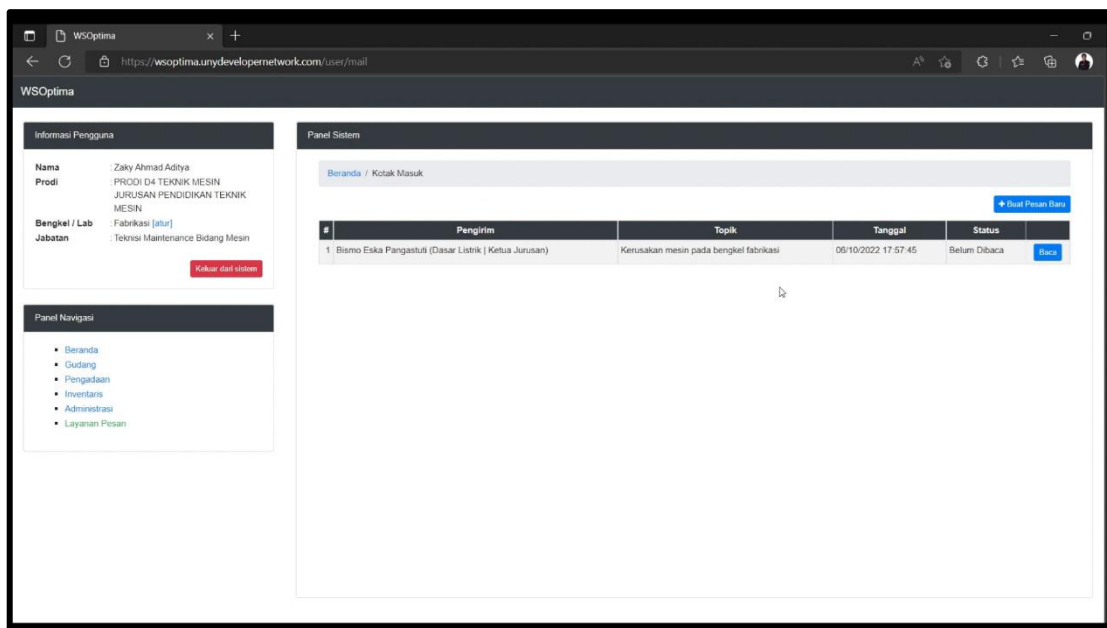 WSOptima
https://wsoptima.unydevelopernetwork.com/user/mail
WSOptima
Informasi Pengguna
Nama : Zaky Ahmad Aditya
Prodi : PRODI D4 TEKNIK MESIN
JURUSAN PENDIDIKAN TEKNIK
MESIN
Bengkel / Lab : Fabrikasi [atur]
Jabatan : Teknisi Maintenance Bidang Mesin
Keluar dari sistem
Panel Navigasi
Beranda
Gudang
Pengadaan
Inventaris
Administrasi
Layanan Pesan
Panel Sistem
Beranda / Kotak Masuk
+ Buat Pesan Baru
# Pengirim Topik Tanggal Status
1 Bismo Eska Pangastuti (Dasar Listrik | Ketua Jurusan) Kerusakan mesin pada bengkel fabrikasi 06/10/2022 17:57:45 Belum Dibaca Baca